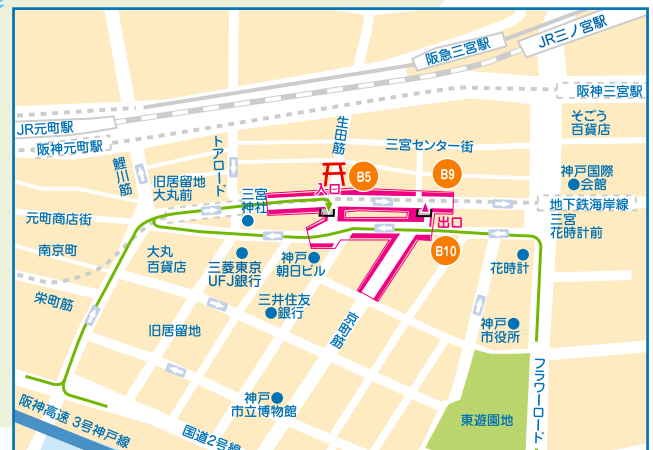 JR三ノ宮駅
阪急三宮駅
阪神三宮駅
そごう
百貨店
JR元町駅
阪神元町駅
生田筋
三宮センター街
トアロード
鯉川筋
旧居留地
大丸前
三宮
神社
入口
B5
B9
神戸国際
会館
地下鉄海岸線
三宮
花時計前
元町商店街
出口
南京町
大丸
百貨店
三菱東京
UFJ銀行
神戸
朝日ビル
B10
花時計
栄町筋
三井住友
銀行
旧居留地
京町筋
神戸
市役所
フラワーロード
神戸
市立博物館
東遊園地
阪神高速 3号神戸線
国道2号線